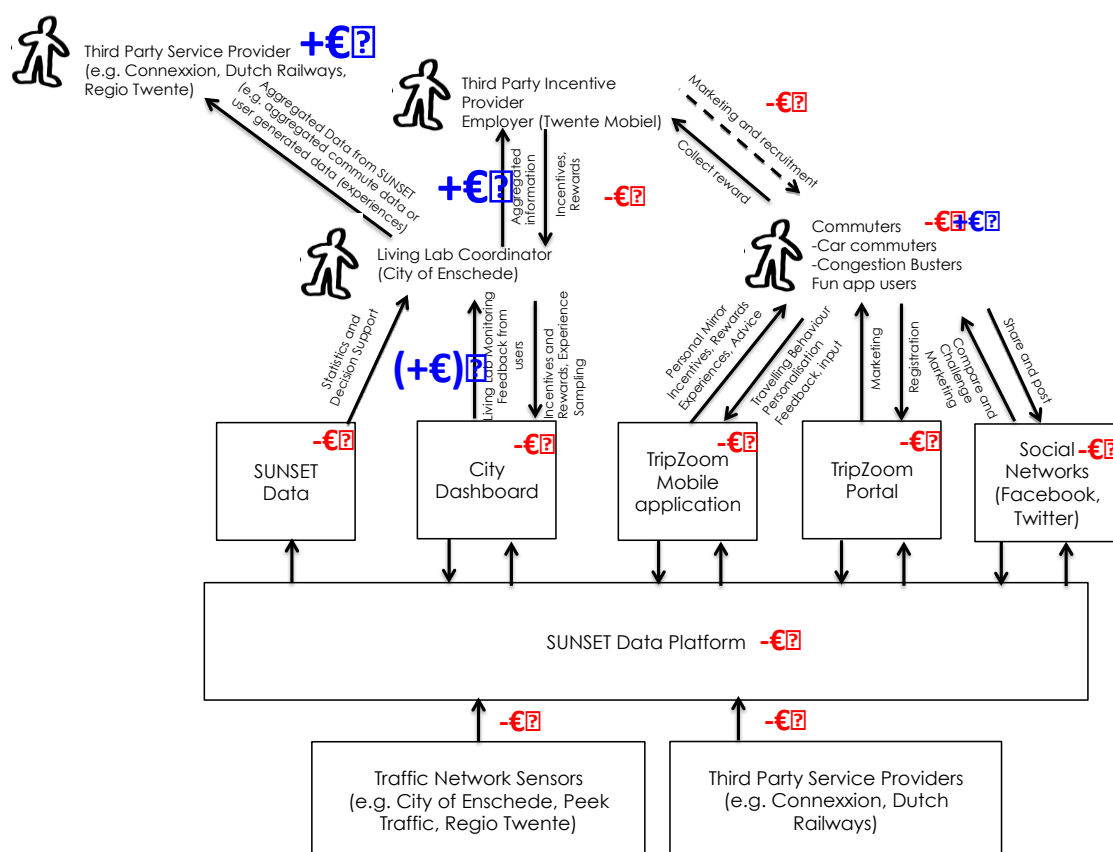 Third Party Service Provider
(e.g. Connexxion, Dutch Railways,
Regio Twente)
+€⍰
Aggregated Data from SUNSET
(e.g. aggregated commute data or
user generated data (experiences)
Third Party Incentive
Provider
Employer (Twente Mobiel)
Marketing and recruitment
-€⍰
Collect reward
+€⍰
Aggregated
information
Incentives,
Rewards
-€⍰
Living Lab Coordinator
(City of Enschede)
Commuters
-Car commuters
-Congestion Busters
Fun app users
-€⍰
+€⍰
Statistics and
Decision Support
(+€)⍰
Living Lab Monitoring
Feedback from
users
Incentives and
Rewards, Experience
Sampling
Personal Mirror
Incentives, Rewards
Experiences, Advice
Travelling Behaviour
Personalisation
Feedback, input
Marketing
Registration
Compare and
Challenge
Marketing
Share and post
-€⍰
SUNSET
Data
-€⍰
City
Dashboard
-€⍰
TripZoom
Mobile
application
-€⍰
TripZoom
Portal
-€⍰
Social
Networks
(Facebook,
Twitter)
SUNSET Data Platform
-€⍰
-€⍰
-€⍰
Traffic Network Sensors
(e.g. City of Enschede, Peek
Traffic, Regio Twente)
Third Party Service Providers
(e.g. Connexxion, Dutch
Railways)